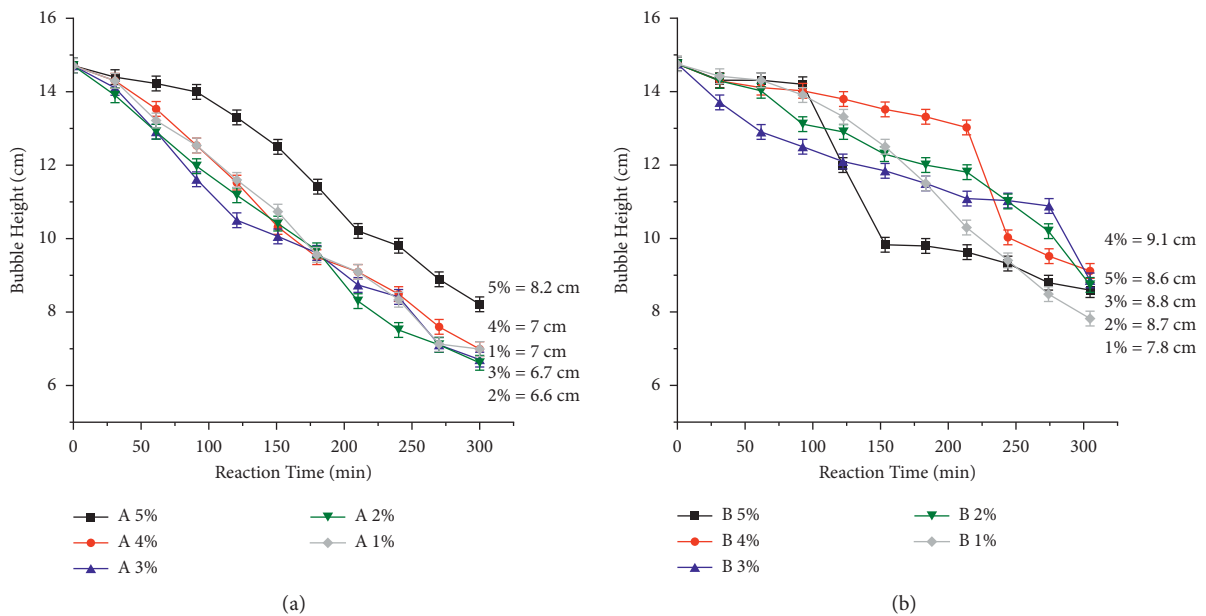 (a)
16
14
12
10
8
6
Bubble Height (cm)
0 50 100 150 200 250 300
Reaction Time (min)
5% = 8.2 cm
4% = 7 cm
1% = 7 cm
3% = 6.7 cm
2% = 6.6 cm
A 5%
A 4%
A 3%
A 2%
A 1%
(a)
(b)
16
14
12
10
8
6
Bubble Height (cm)
0 50 100 150 200 250 300
Reaction Time (min)
4% = 9.1 cm
5% = 8.6 cm
3% = 8.8 cm
2% = 8.7 cm
1% = 7.8 cm
B 5%
B 4%
B 3%
B 2%
B 1%
(b)